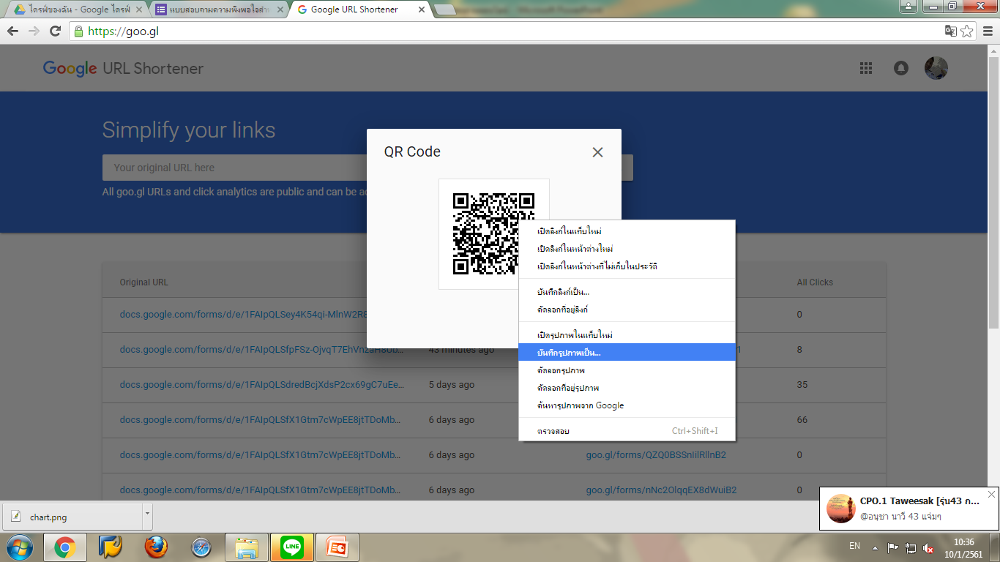 ไดรฟ์ของฉัน - Google ไดรฟ์
แบบสอบถามความพึงพอใจสำ
Google URL Shortener
https://goo.gl
Google URL Shortener
Simplify your links
Your original URL here
All goo.gl URLs and click analytics are public and can be
QR Code
เปิดลิงก์ในแท็บใหม่
เปิดลิงก์ในหน้าต่างใหม่
เปิดลิงก์ในหน้าต่างที่ไม่เก็บในประวัติ
บันทึกลิงก์เป็น...
คัดลอกที่อยู่ลิงก์
เปิดรูปภาพในแท็บใหม่
บันทึกรูปภาพเป็น...
คัดลอกรูปภาพ
คัดลอกที่อยู่รูปภาพ
ค้นหารูปภาพจาก Google
ตรวจสอบ Ctrl+Shift+I
Original URL All Clicks
docs.google.com/forms/d/e/1FAIpQLSey4K54qi-MlnW2R8 0
docs.google.com/forms/d/e/1FAIpQLSfpFSz-OjvqT7EhVnzaH8Ub... 43 minutes ago 8
docs.google.com/forms/d/e/1FAIpQLSdredBcjXdsP2cx69gC7uEe... 5 days ago 35
docs.google.com/forms/d/e/1FAIpQLSfX1Gtm7cWpEE8jtTDoMb... 6 days ago 66
docs.google.com/forms/d/e/1FAIpQLSfX1Gtm7cWpEE8jtTDoMb... 6 days ago goo.gl/forms/QZQ0BSSnIilRllnB2 0
docs.google.com/forms/d/e/1FAIpQLSfX1Gtm7cWpEE8jtTDoMb... 6 days ago goo.gl/forms/nNc2OlqqEX8dWuiB2 0
CPO.1 Taweesak [รุ่น43 ก...
@อนุชา นาวี 43 แจ่มๆ
chart.png
LINE
EN
10:36
10/1/2561